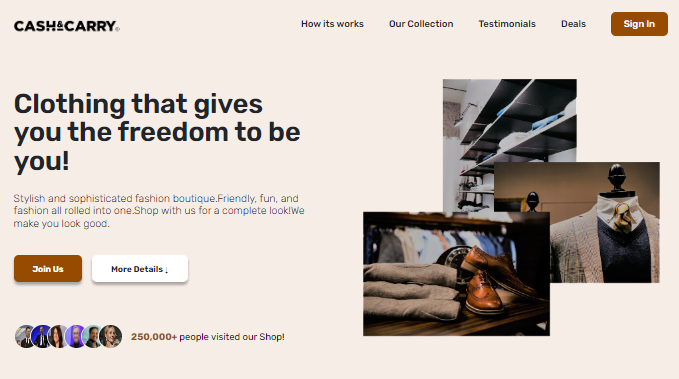 CASH&CARRY®
How its works
Our Collection
Testimonials
Deals
Sign In
Clothing that gives
you the freedom to be
you!
Stylish and sophisticated fashion boutique.Friendly, fun, and
fashion all rolled into one.Shop with us for a complete look!We
make you look good.
Join Us
More Details ↓
250,000+ people visited our Shop!